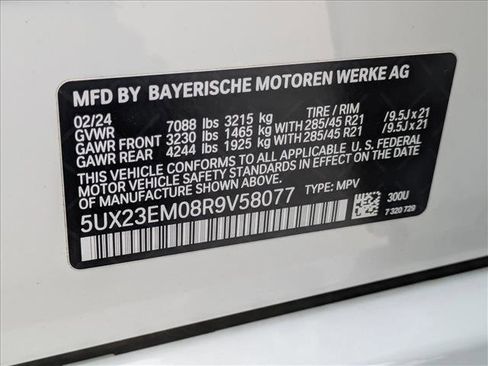 MFD BY BAYERISCHE MOTOREN WERKE AG
02/24 TIRE / RIM
GVWR 7088 lbs 3215 kg
GAWR FRONT 3230 lbs 1465 kg WITH 285/45 R21 /9.5J x 21
GAWR REAR 4244 lbs 1925 kg WITH 285/45 R21 /9.5J x 21
THIS VEHICLE CONFORMS TO ALL APPLICABLE U.S. FEDERAL
MOTOR VEHICLE SAFETY STANDARDS IN EFFECT ON THE DATE
OF MANUFACTURE SHOWN ABOVE.
5UX23EM08R9V58077 TYPE: MPV
300U
7 320 729